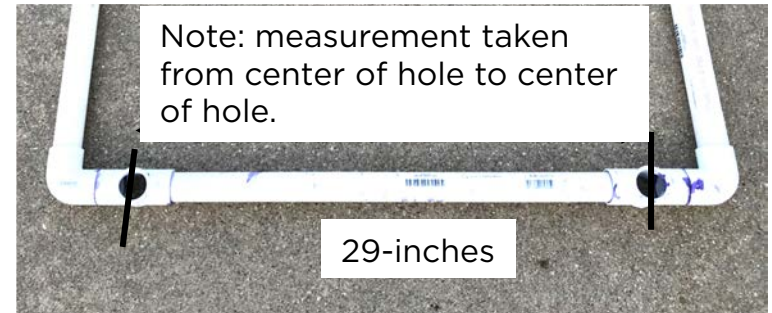 Note: measurement taken
from center of hole to center
of hole.
29-inches